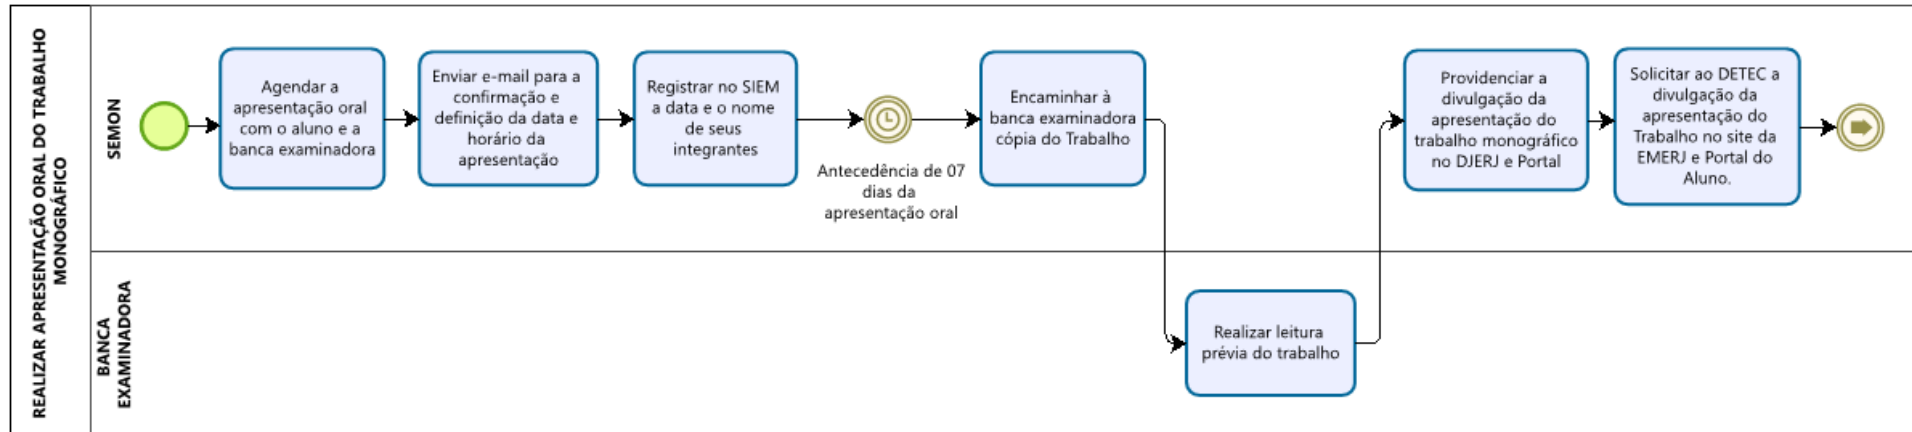 REALIZAR APRESENTAÇÃO ORAL DO TRABALHO
MONOGRÁFICO
SEMON
Agendar a
apresentação oral
com o aluno e a
banca examinadora
Enviar e-mail para a
confirmação e
definição da data e
horário da
apresentação
Registrar no SIEM
a data e o nome
de seus
integrantes
Antecedência de 07
dias da
apresentação oral
Encaminhar à
banca examinadora
cópia do Trabalho
Providenciar a
divulgação da
apresentação do
trabalho monográfico
no DJERJ e Portal
Solicitar ao DETEC a
divulgação da
apresentação do
Trabalho no site da
EMERJ e Portal do
Aluno.
BANCA
EXAMINADORA
Realizar leitura
prévia do trabalho